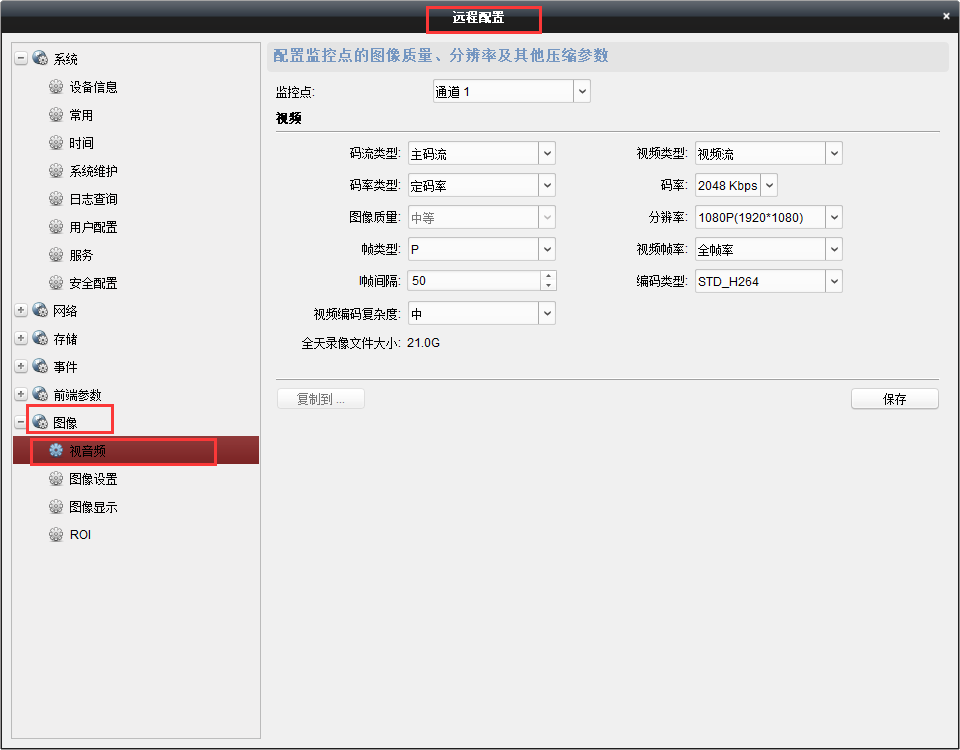 远程配置
系统
设备信息
常用
时间
系统维护
日志查询
用户配置
服务
安全配置
网络
存储
事件
前端参数
图像
视音频
图像设置
图像显示
ROI
配置监控点的图像质量、分辨率及其他压缩参数
监控点: 通道 1
视频
码流类型: 主码流 视频类型: 视频流
码率类型: 定码率 码率: 2048 Kbps
图像质量: 中等 分辨率: 1080P(1920*1080)
帧类型: P 视频帧率: 全帧率
I帧间隔: 50 编码类型: STD_H264
视频编码复杂度: 中
全天录像文件大小: 21.0G
复制到 ... 保存